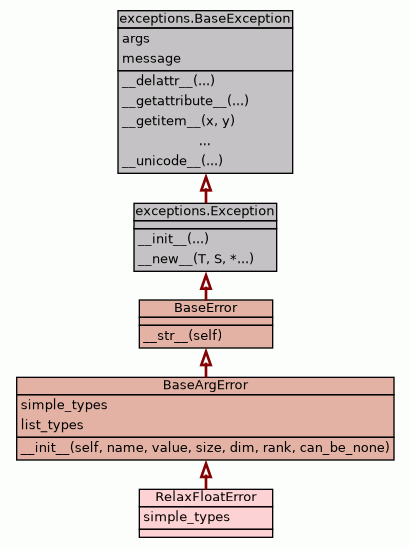 exceptions.BaseException
args
message
__delattr__(...)
__getattribute__(...)
__getitem__(x, y)
...
__unicode__(...)
exceptions.Exception
__init__(...)
__new__(T, S, *...)
BaseError
__str__(self)
BaseArgError
simple_types
list_types
__init__(self, name, value, size, dim, rank, can_be_none)
RelaxFloatError
simple_types